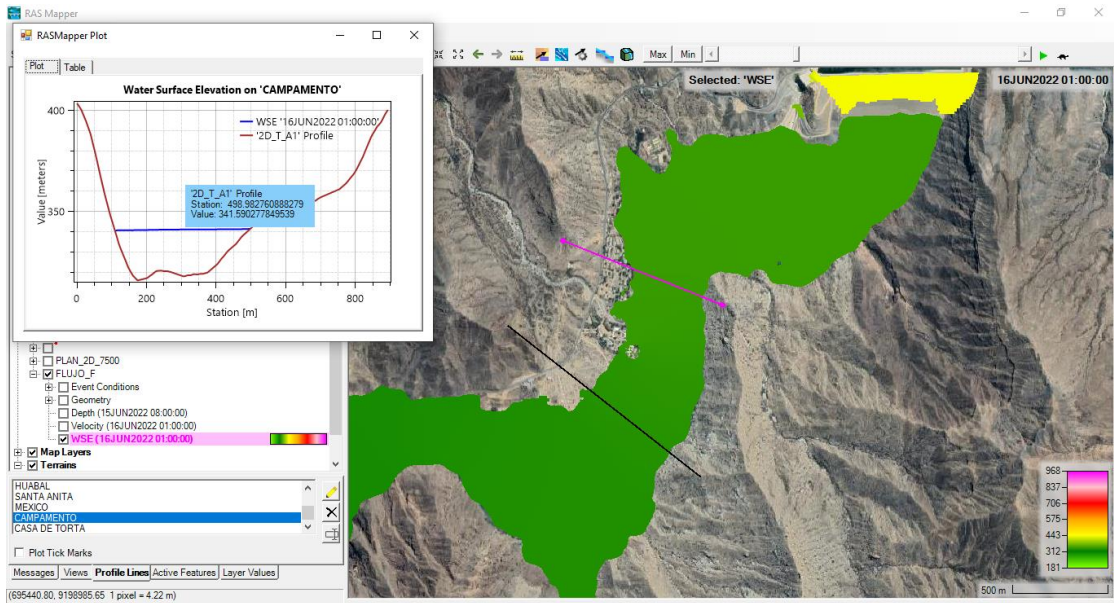 RAS Mapper
RASMapper Plot
Plot
Table
Water Surface Elevation on 'CAMPAMENTO'
WSE '16JUN2022 01:00:00'
'2D_T_A1' Profile
'2D_T_A1' Profile
Station: 498.982760888279
Value: 341.590277849539
400
350
Value [meters]
0 200 400 600 800
Station [m]
Max Min
Selected: 'WSE'
16JUN2022 01:00:00
PLAN_2D_7500
FLUJO_F
Event Conditions
Geometry
Depth (15JUN2022 08:00:00)
Velocity (16JUN2022 01:00:00)
WSE (16JUN2022 01:00:00)
Map Layers
Terrains
HUABAL
SANTA ANITA
MEXICO
CAMPAMENTO
CASA DE TORTA
Plot Tick Marks
Messages Views Profile Lines Active Features Layer Values
(695440.80, 9198985.65 1 pixel = 4.22 m)
968
837
706
575
443
312
181
500 m